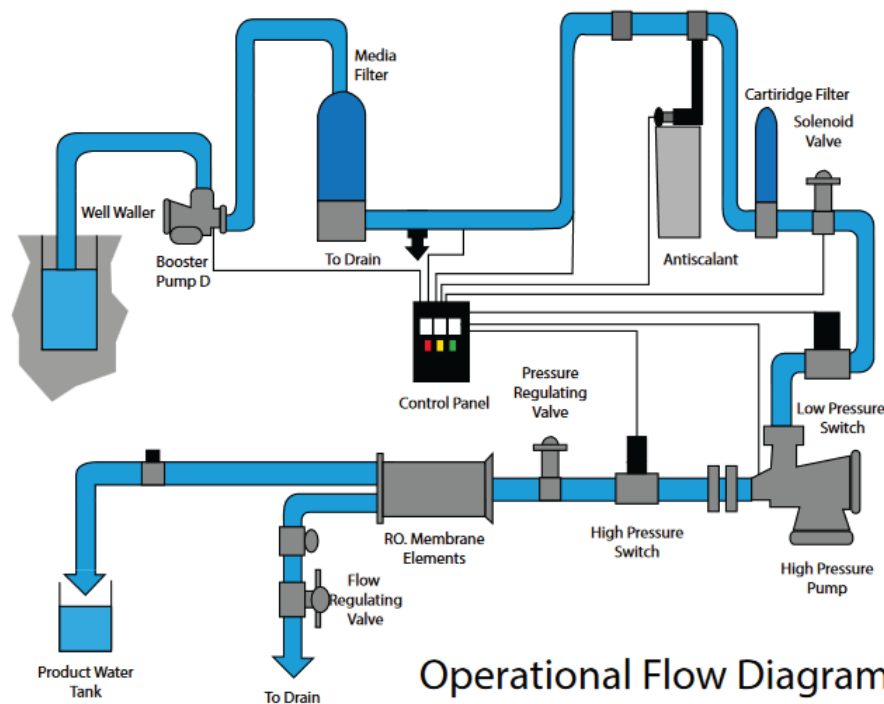 Media
Filter
Cartiridge Filter
Solenoid
Valve
Well Waller
Booster
Pump D
To Drain
Antiscalant
Control Panel
Pressure
Regulating
Valve
Low Pressure
Switch
RO. Membrane
Elements
High Pressure
Switch
High Pressure
Pump
Flow
Regulating
Valve
Product Water
Tank
To Drain
Operational Flow Diagram